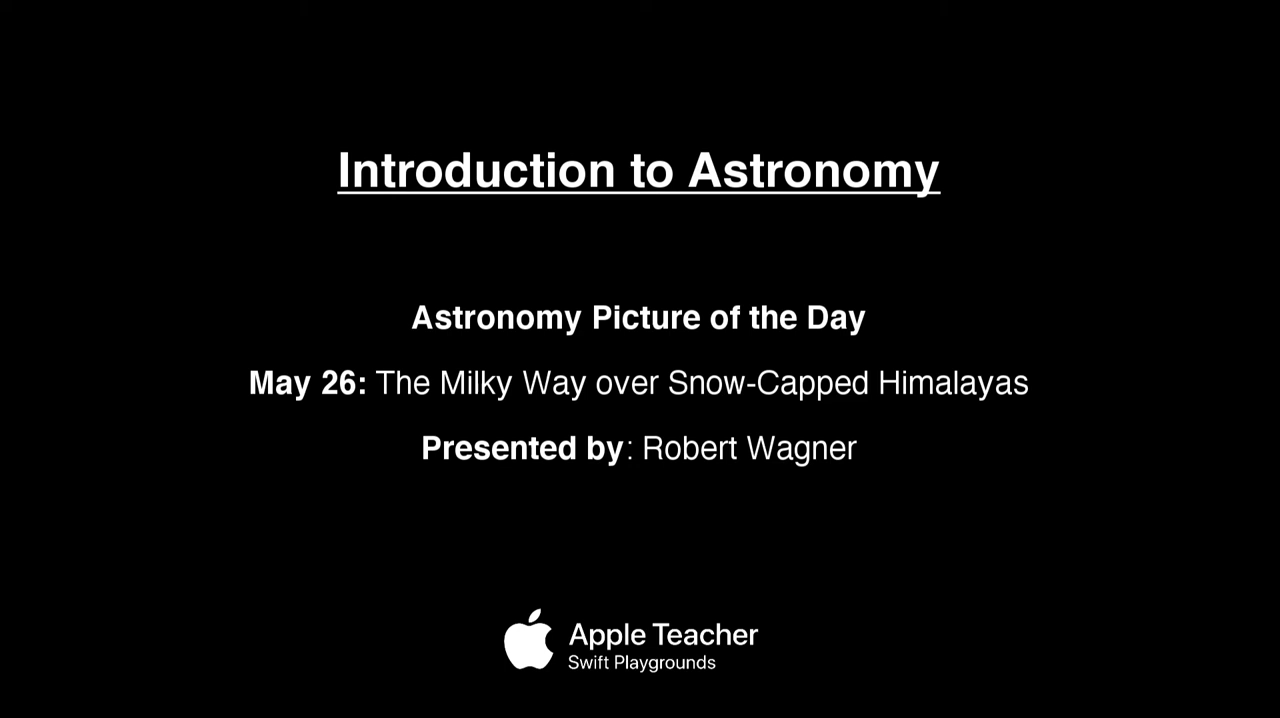 Introduction to Astronomy
Astronomy Picture of the Day
May 26: The Milky Way over Snow-Capped Himalayas
Presented by: Robert Wagner
Apple Teacher
Swift Playgrounds